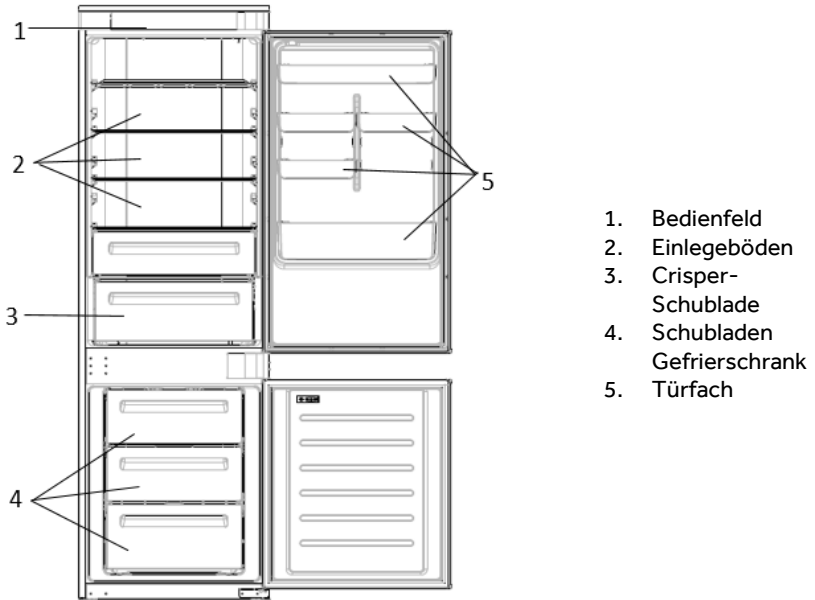 1
2
3
4
5
1. Bedienfeld
2. Einlegeböden
3. Crisper-
Schublade
4. Schubladen
Gefrierschrank
5. Türfach